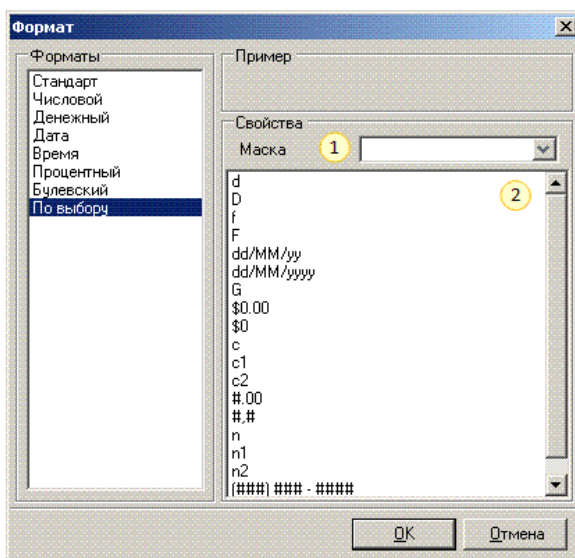 Формат
Форматы
Стандарт
Числовой
Денежный
Дата
Время
Процентный
Булевский
По выбору
Пример
Свойства
Маска
1
2
d
D
f
F
dd/MM/yy
dd/MM/yyyy
G
$0.00
$0
c
c1
c2
#.00
#,#
n
n1
n2
(###) ### - ####
OK
Отмена